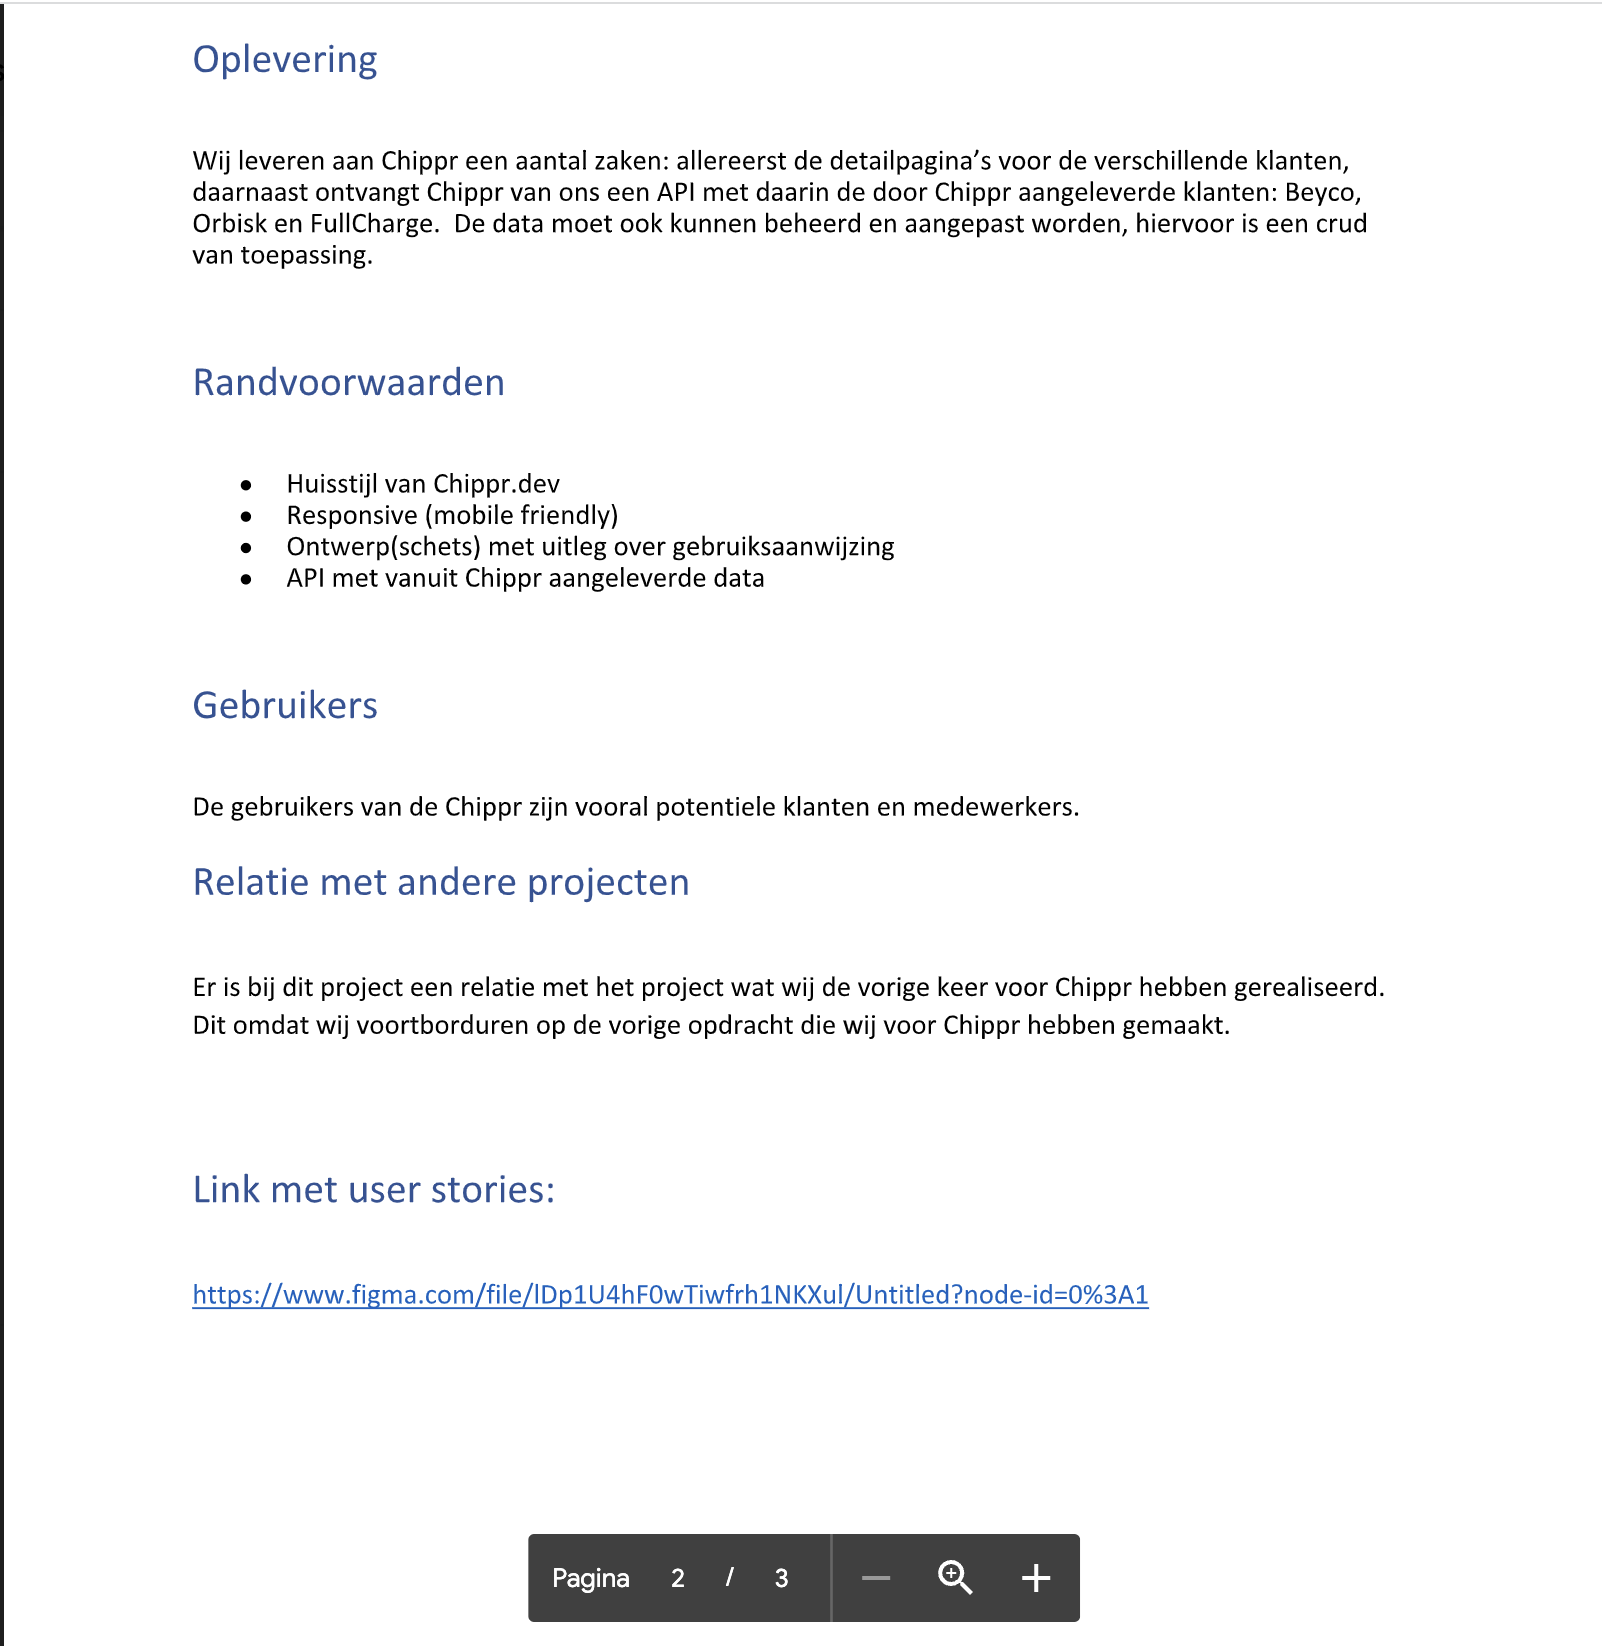 Oplevering
Wij leveren aan Chippr een aantal zaken: allereerst de detailpagina’s voor de verschillende klanten,
daarnaast ontvangt Chippr van ons een API met daarin de door Chippr aangeleverde klanten: Beyco,
Orbisk en FullCharge.  De data moet ook kunnen beheerd en aangepast worden, hiervoor is een crud
van toepassing.
Randvoorwaarden
● Huisstijl van Chippr.dev
● Responsive (mobile friendly)
● Ontwerp(schets) met uitleg over gebruiksaanwijzing
● API met vanuit Chippr aangeleverde data
Gebruikers
De gebruikers van de Chippr zijn vooral potentiele klanten en medewerkers.
Relatie met andere projecten
Er is bij dit project een relatie met het project wat wij de vorige keer voor Chippr hebben gerealiseerd.
Dit omdat wij voortborduren op de vorige opdracht die wij voor Chippr hebben gemaakt.
Link met user stories:
https://www.figma.com/file/lDp1U4hF0wTiwfrh1NKXul/Untitled?node-id=0%3A1
Pagina 2 / 3